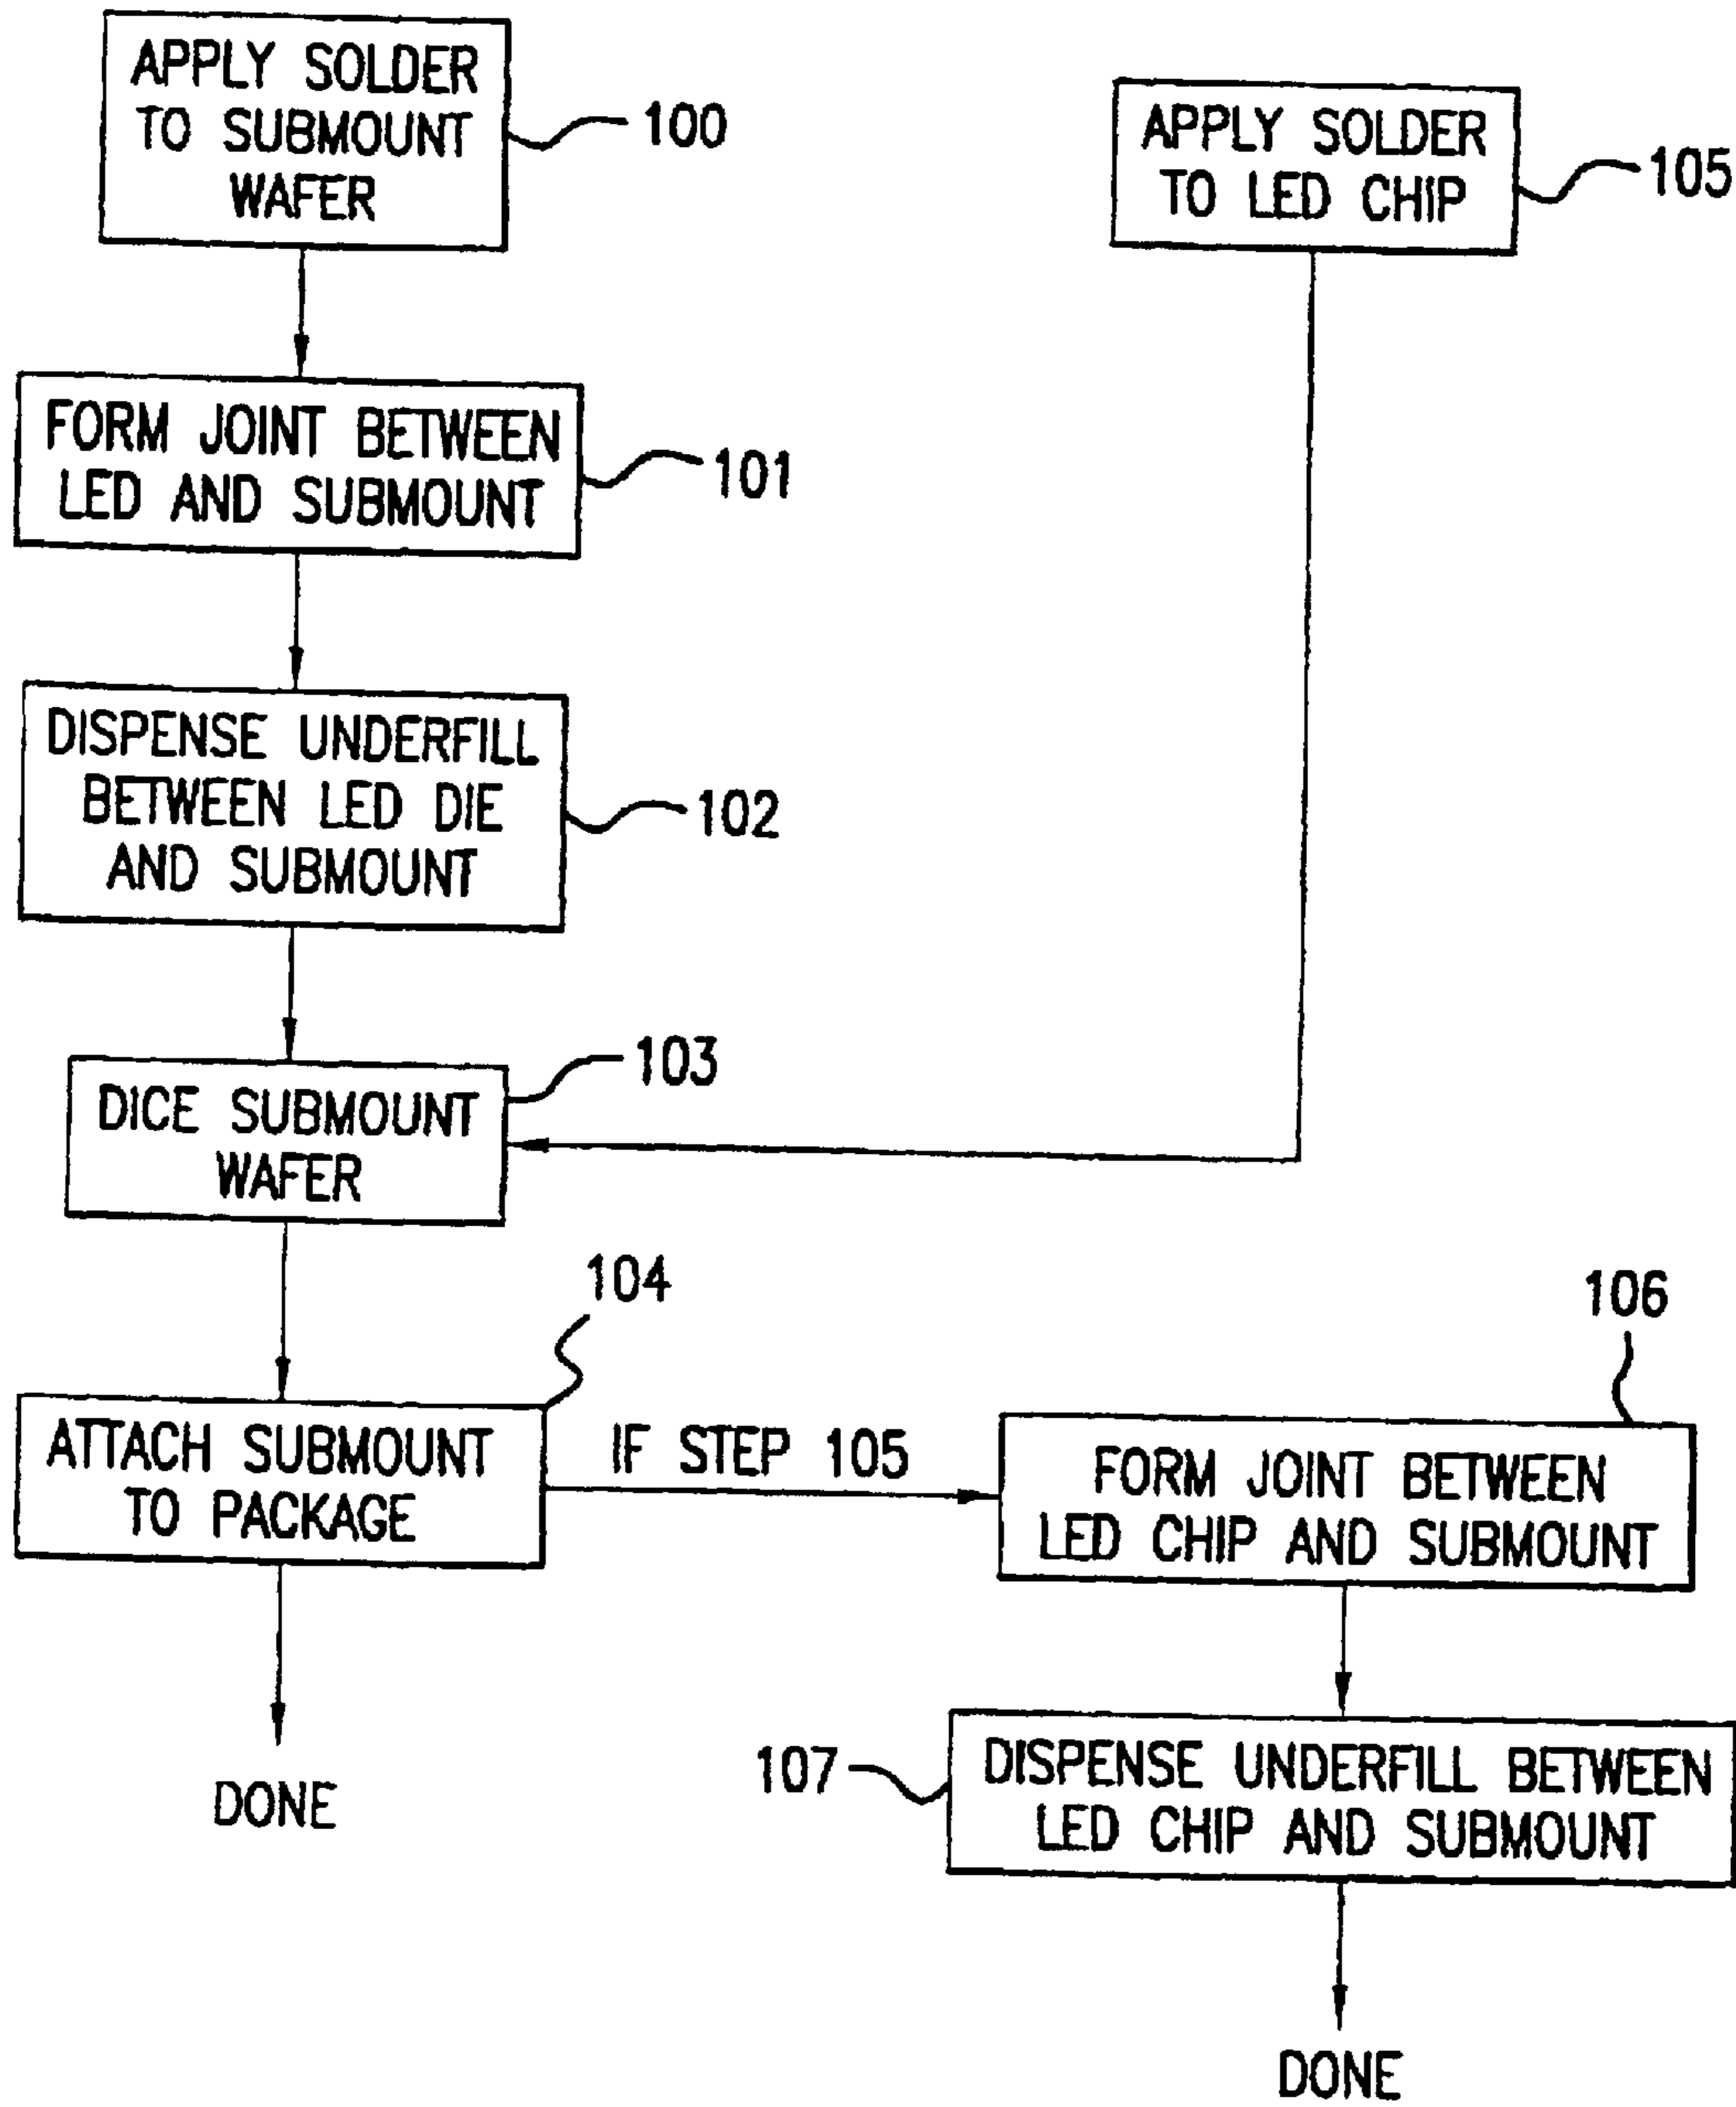 APPLY SOLDER
TO SUBMOUNT
WAFER
100
APPLY SOLDER
TO LED CHIP
105
FORM JOINT BETWEEN
LED AND SUBMOUNT
101
DISPENSE UNDERFILL
BETWEEN LED DIE
AND SUBMOUNT
102
DICE SUBMOUNT
WAFER
103
ATTACH SUBMOUNT
TO PACKAGE
104
IF STEP 105
FORM JOINT BETWEEN
LED CHIP AND SUBMOUNT
106
DISPENSE UNDERFILL BETWEEN
LED CHIP AND SUBMOUNT
107
DONE
DONE